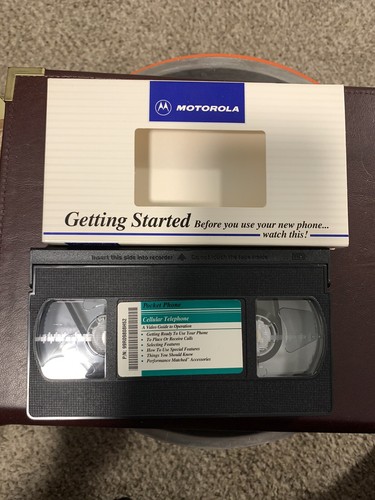 MOTOROLA
Getting Started Before you use your new phone...
watch this!
Insert this side into recorder
Pocket Phone
Cellular Telephone
A Video Guide to Operation
• Getting Ready To Use Your Phone
• To Place Or Receive Calls
• Selecting Features
• How To Use Special Features
• Things You Should Know
• Performance Matched Accessories